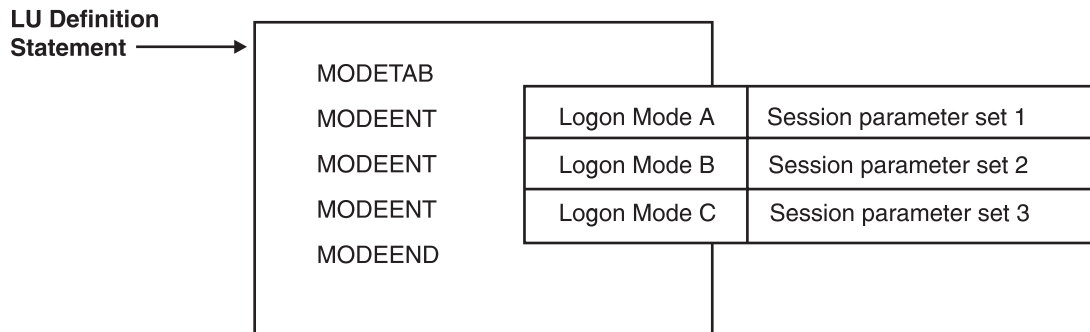 LU Definition
Statement
MODETAB
MODEENT Logon Mode A Session parameter set 1
MODEENT Logon Mode B Session parameter set 2
MODEENT Logon Mode C Session parameter set 3
MODEEND